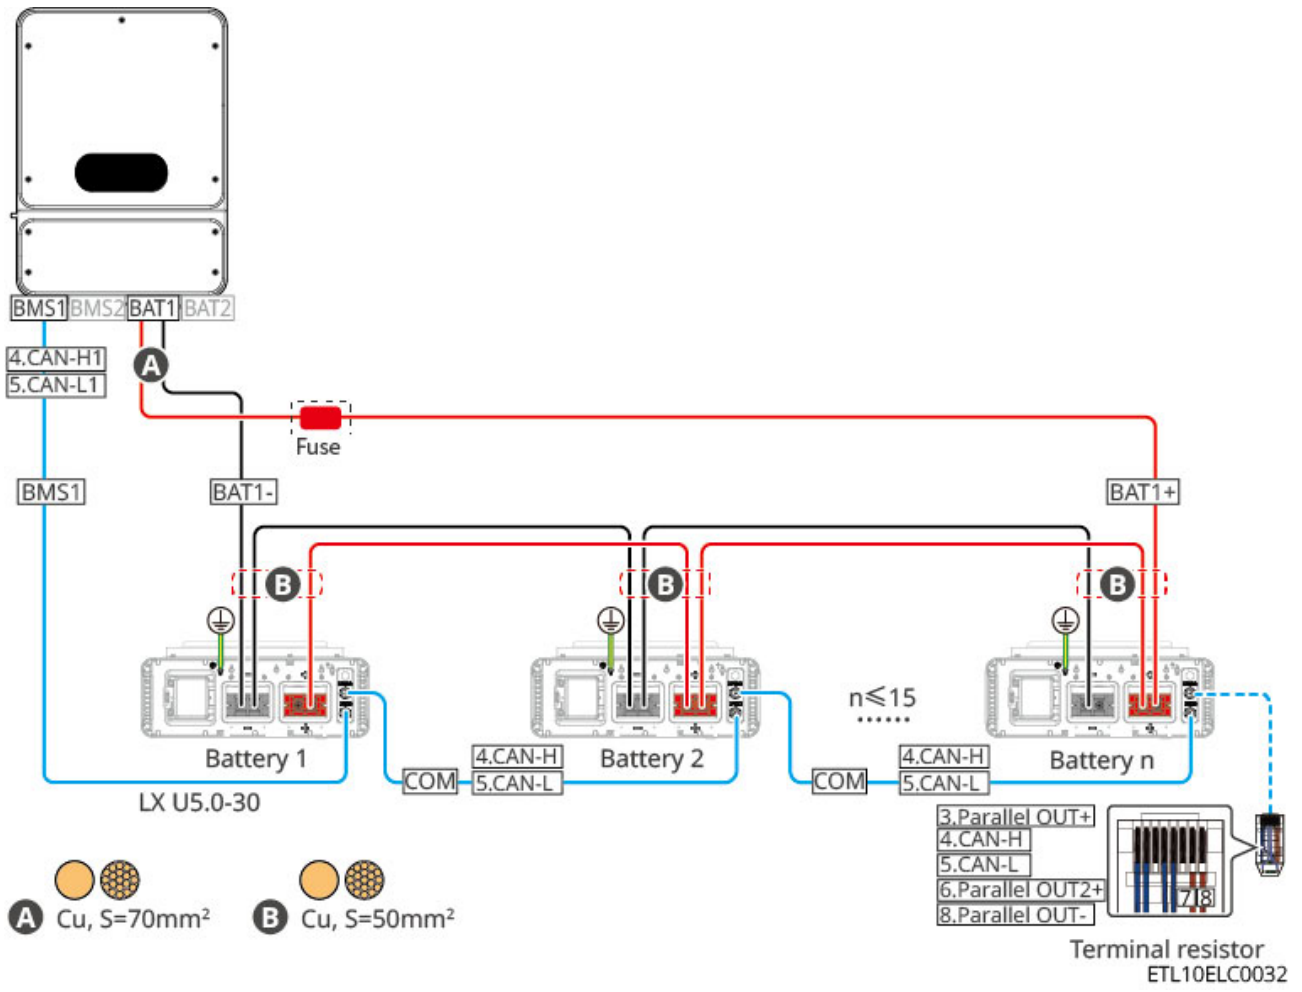 BMS1 BMS2 BAT1 BAT2
4.CAN-H1
5.CAN-L1
A
Fuse
BMS1
BAT1-
BAT1+
B
B
B
n≤15
......
Battery 1
Battery 2
Battery n
4.CAN-H
4.CAN-H
COM
5.CAN-L
COM
5.CAN-L
LX U5.0-30
3.Parallel OUT+
4.CAN-H
5.CAN-L
6.Parallel OUT2+
8.Parallel OUT-
7 8
A Cu, S=70mm²
B Cu, S=50mm²
Terminal resistor
ETL10ELC0032